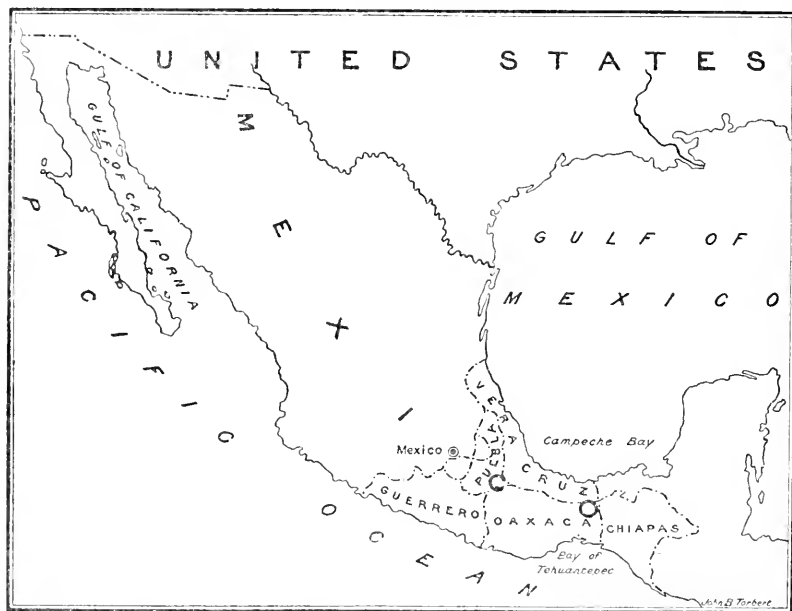 UNITED STATES
MEXICO
GULF OF CALIFORNIA
PACIFIC OCEAN
GULF OF
MEXICO
VERA CRUZ
Campeche Bay
Mexico
PUEBLA
GUERRERO
OAXACA
CHIAPAS
Bay of
Tehuantepec
John B Torbert